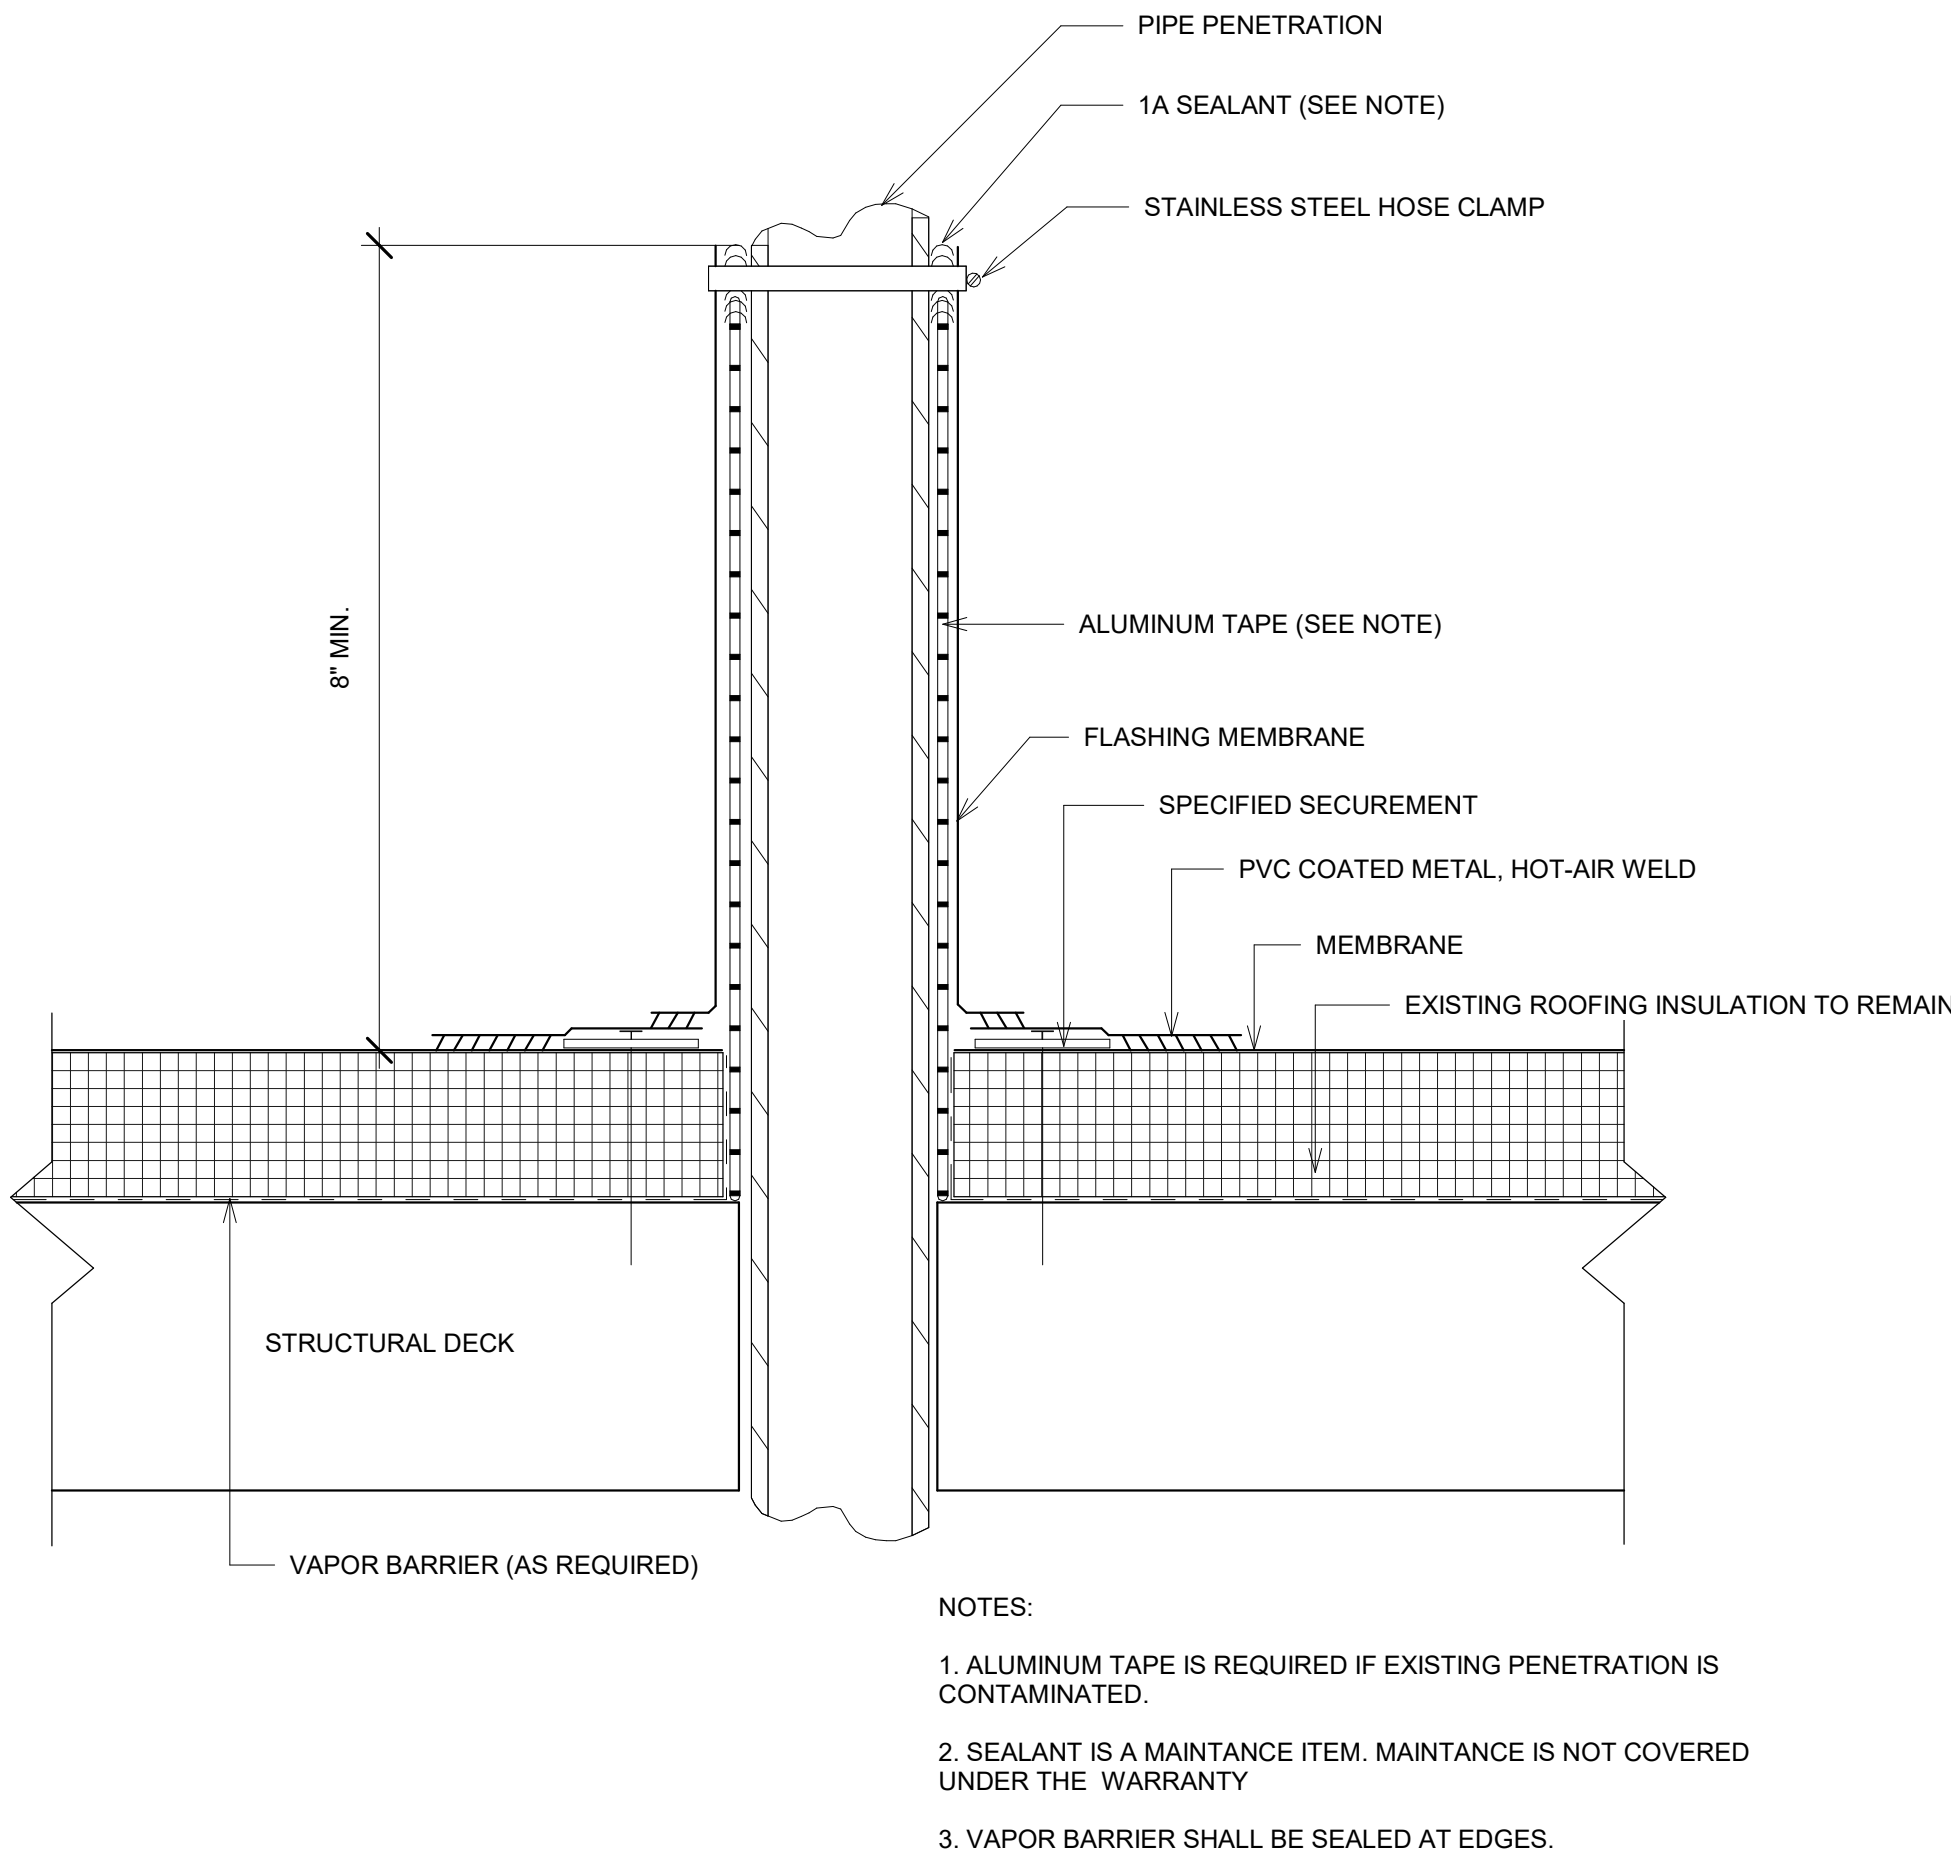 PIPE PENETRATION
1A SEALANT (SEE NOTE)
STAINLESS STEEL HOSE CLAMP
8" MIN.
ALUMINUM TAPE (SEE NOTE)
FLASHING MEMBRANE
SPECIFIED SECUREMENT
PVC COATED METAL, HOT-AIR WELD
MEMBRANE
EXISTING ROOFING INSULATION TO REMAIN
STRUCTURAL DECK
VAPOR BARRIER (AS REQUIRED)
NOTES:
1. ALUMINUM TAPE IS REQUIRED IF EXISTING PENETRATION IS
CONTAMINATED.
2. SEALANT IS A MAINTANCE ITEM. MAINTANCE IS NOT COVERED
UNDER THE  WARRANTY
3. VAPOR BARRIER SHALL BE SEALED AT EDGES.